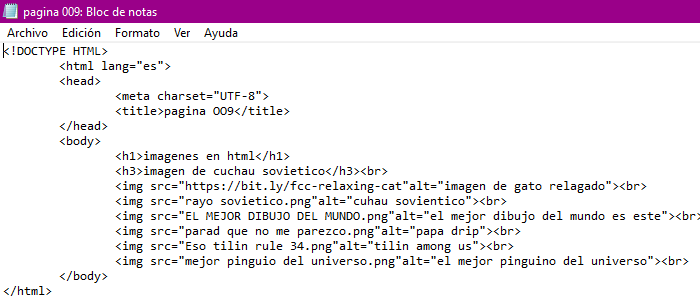 pagina 009: Bloc de notas
Archivo Edición Formato Ver Ayuda
<!DOCTYPE HTML>
<html lang="es">
<head>
<meta charset="UTF-8">
<title>pagina 009</title>
</head>
<body>
<h1>imagenes en html</h1>
<h3>imagen de cuchau sovietico</h3><br>
<img src="https://bit.ly/fcc-relaxing-cat"alt="imagen de gato relagado"><br>
<img src="rayo sovietico.png"alt="cuhau sovientico"><br>
<img src="EL MEJOR DIBUJO DEL MUNDO.png"alt="el mejor dibujo del mundo es este"><br>
<img src="parad que no me parezco.png"alt="papa drip"><br>
<img src="Eso tilin rule 34.png"alt="tilin among us"><br>
<img src="mejor pinguio del universo.png"alt="el mejor pinguino del universo"><br>
</body>
</html>